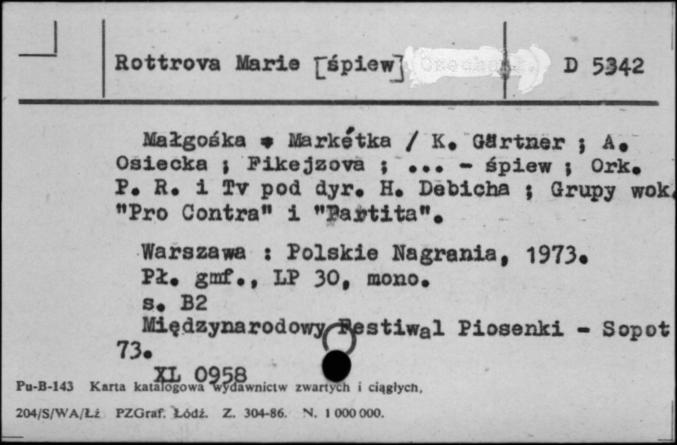 Rottrova Marie [śpiew] D 5342
Małgośka = Markétka / K. Gärtner ; A.
Osiecka ; Fikejzova ; ... - śpiew ; Ork.
P. R. i Tv pod dyr. H. Debicha ; Grupy wok.
"Pro Contra" i "Partita".
Warszawa : Polskie Nagrania, 1973.
Pł. gmf., LP 30, mono.
s. B2
Międzynarodowy Festiwal Piosenki - Sopot
73.
XL 0958
Pu-B-143 Karta katalogowa wydawnictw zwartych i ciągłych,
204/S/WA/Łż PZGraf. Łódź. Z. 304-86. N. 1 000 000.